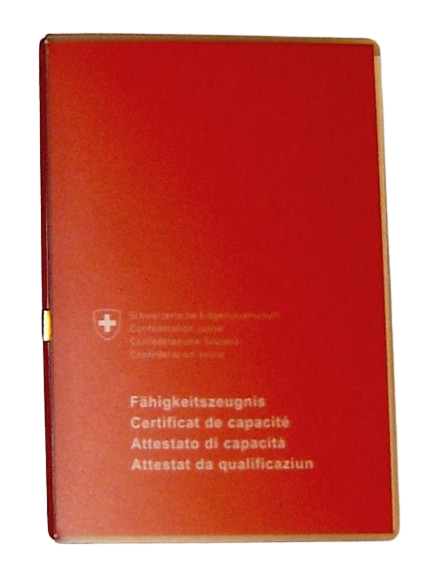 Schweizerische Eidgenossenschaft
Confédération suisse
Confederazione Svizzera
Confederaziun svizra
Fähigkeitszeugnis
Certificat de capacité
Attestato di capacità
Attestat da qualificaziun